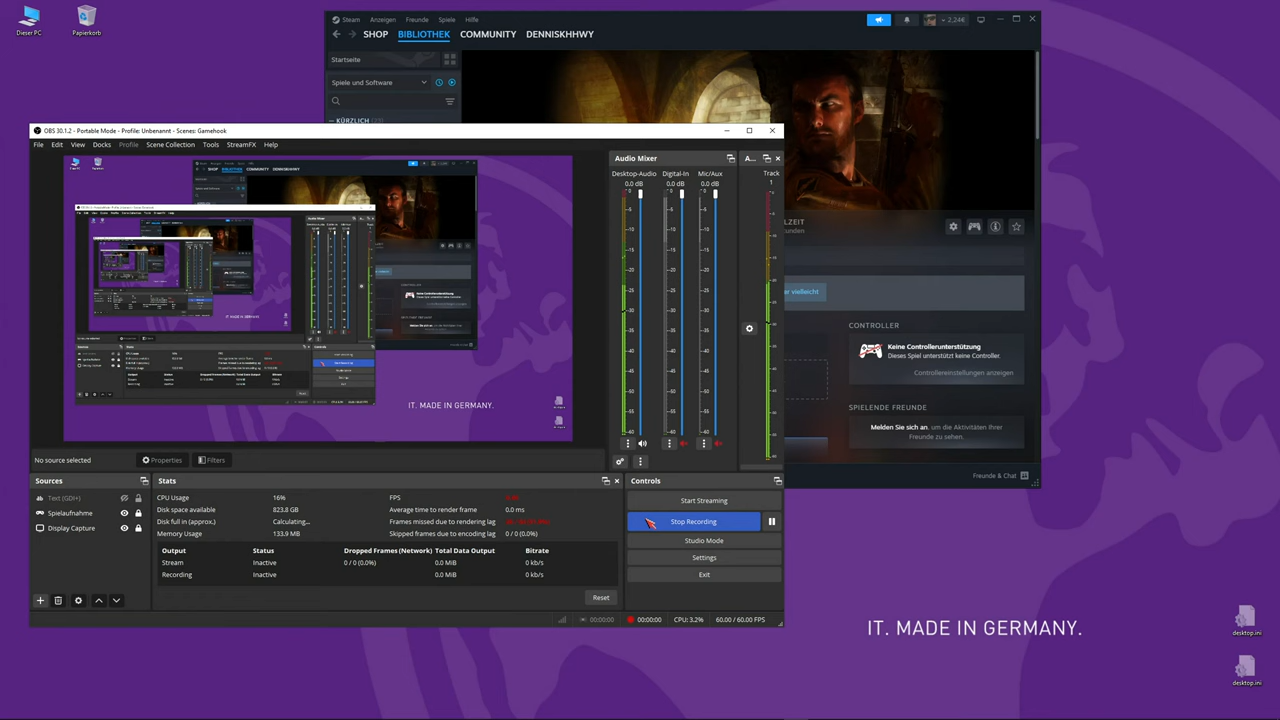 Dieser PC
Papierkorb
Steam Anzeigen Freunde Spiele Hilfe
2,24€
SHOP BIBLIOTHEK COMMUNITY DENNISKHHWY
Startseite
Spiele und Software
KÜRZLICH
OBS 30.1.2 - Portable Mode - Profile: Unbenannt - Scenes: Gamehook
File Edit View Docks Profile Scene Collection Tools StreamFX Help
Audio Mixer
A...
Desktop-Audio Digital-In Mic/Aux
0.0 dB 0.0 dB 0.0 dB
Track
1
IT. MADE IN GERMANY.
No source selected
Properties
Filters
Sources
Text (GDI+)
Spielaufnahme
Display Capture
Stats
CPU Usage 16%
Disk space available 823.8 GB
Disk full in (approx.) Calculating...
Memory Usage 133.9 MB
FPS
Average time to render frame 0.0 ms
Frames missed due to rendering lag
Skipped frames due to encoding lag 0 / 0 (0.0%)
Output Status Dropped Frames (Network) Total Data Output Bitrate
Stream Inactive 0 / 0 (0.0%) 0.0 MiB 0 kb/s
Recording Inactive 0.0 MiB 0 kb/s
Reset
Controls
Start Streaming
Stop Recording
Studio Mode
Settings
Exit
00:00:00 00:00:00 CPU: 3.2% 60.00 / 60.00 FPS
LZEIT
unden
er vielleicht
CONTROLLER
Keine Controllerunterstützung
Dieses Spiel unterstützt keine Controller.
Controllereinstellungen anzeigen
SPIELENDE FREUNDE
Melden Sie sich an, um die Aktivitäten Ihrer
Freunde zu sehen.
Freunde & Chat
IT. MADE IN GERMANY.
desktop.ini
desktop.ini